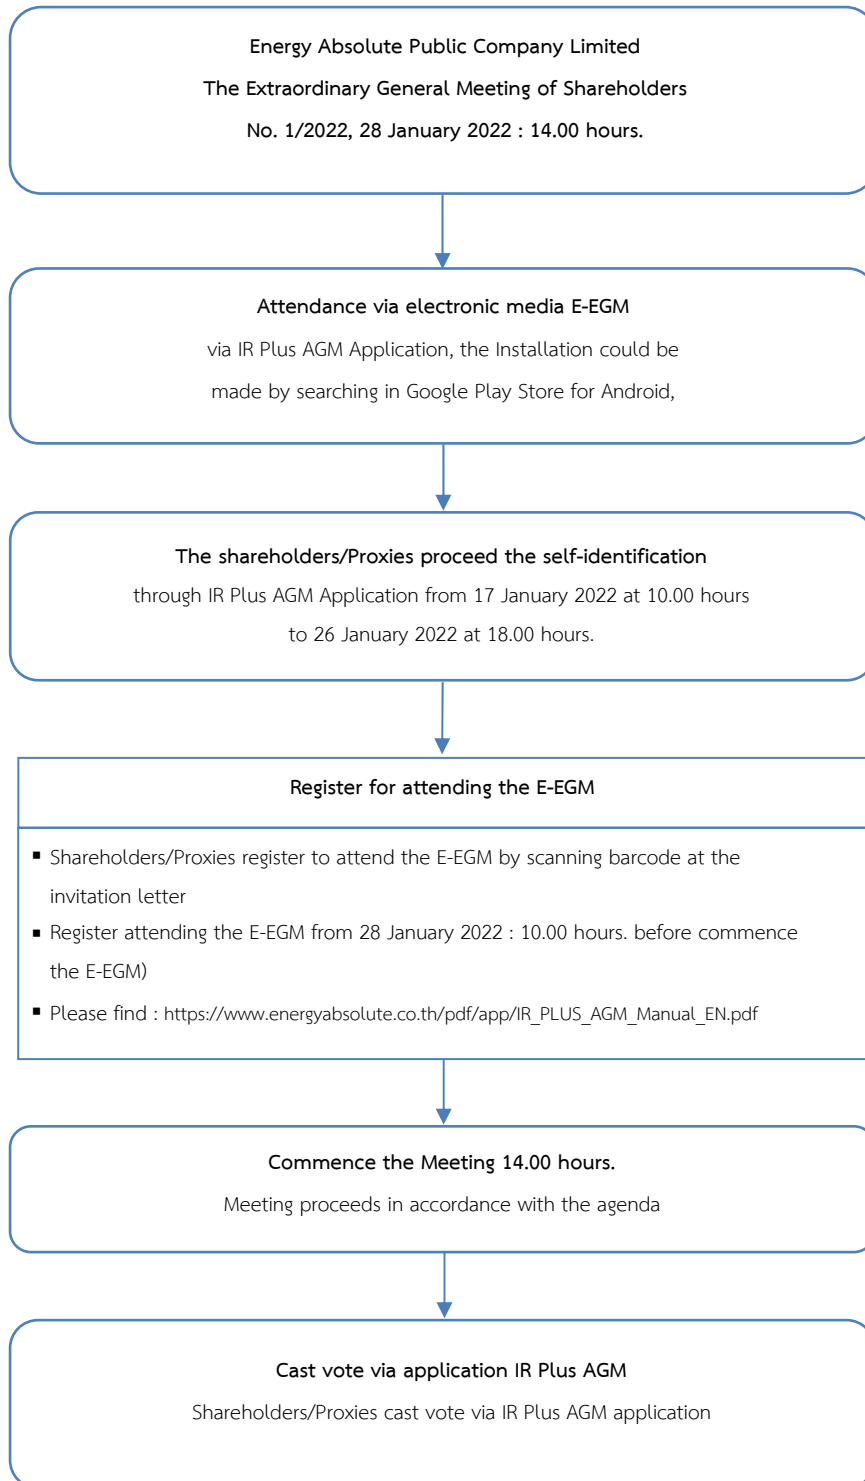 Energy Absolute Public Company Limited
The Extraordinary General Meeting of Shareholders
No. 1/2022, 28 January 2022 : 14.00 hours.
Attendance via electronic media E-EGM
via IR Plus AGM Application, the Installation could be
made by searching in Google Play Store for Android,
The shareholders/Proxies proceed the self-identification
through IR Plus AGM Application from 17 January 2022 at 10.00 hours
to 26 January 2022 at 18.00 hours.
Register for attending the E-EGM
▪ Shareholders/Proxies register to attend the E-EGM by scanning barcode at the
invitation letter
▪ Register attending the E-EGM from 28 January 2022 : 10.00 hours. before commence
the E-EGM)
▪ Please find : https://www.energyabsolute.co.th/pdf/app/IR_PLUS_AGM_Manual_EN.pdf
Commence the Meeting 14.00 hours.
Meeting proceeds in accordance with the agenda
Cast vote via application IR Plus AGM
Shareholders/Proxies cast vote via IR Plus AGM application